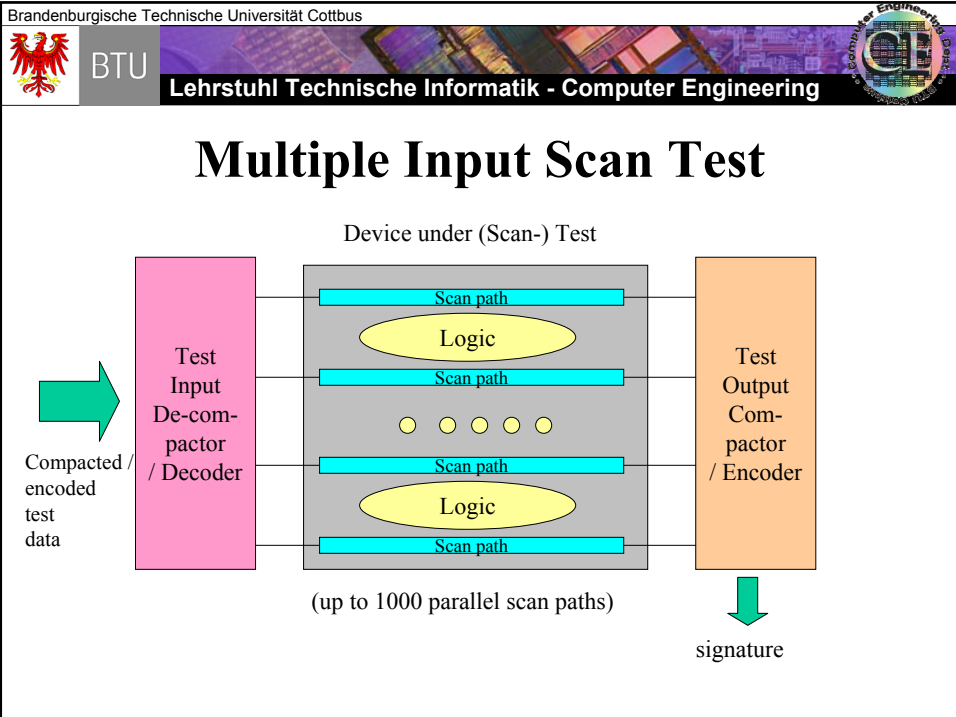 Brandenburgische Technische Universität Cottbus
BTU
Lehrstuhl Technische Informatik - Computer Engineering
Multiple Input Scan Test
Device under (Scan-) Test
Test
Input
De-com-
pactor
/ Decoder
Compacted /
encoded
test
data
Scan path
Logic
Scan path
Scan path
Logic
Scan path
Test
Output
Com-
pactor
/ Encoder
(up to 1000 parallel scan paths)
signature